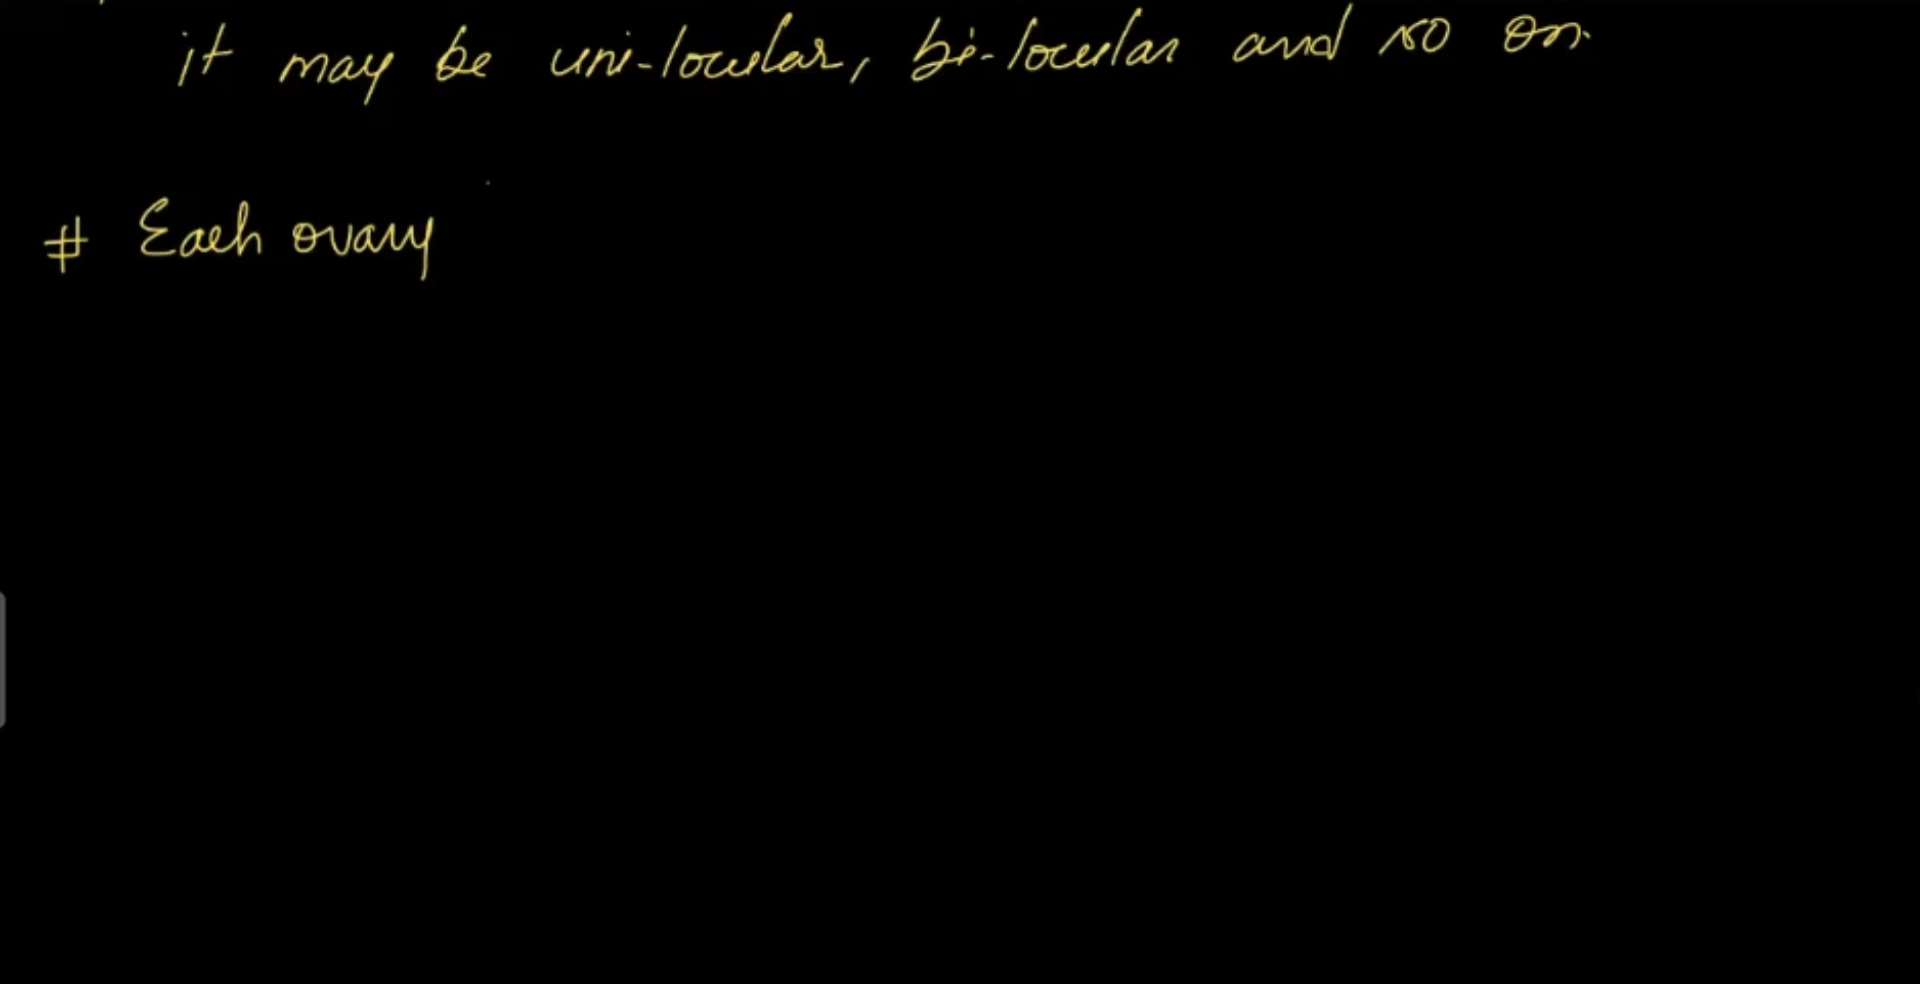 it may be uni-locular, bi-locular and so on.
# Each ovary